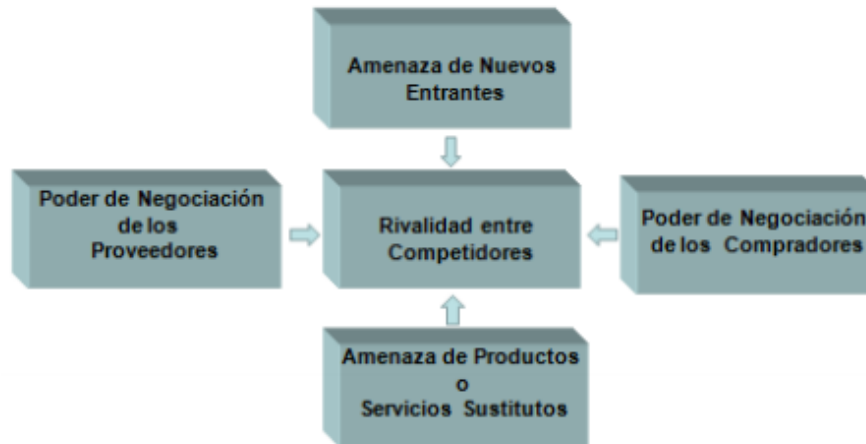 Amenaza de Nuevos
Entrantes
Poder de Negociación
de los
Proveedores
Rivalidad entre
Competidores
Poder de Negociación
de los Compradores
Amenaza de Productos
o
Servicios Sustitutos